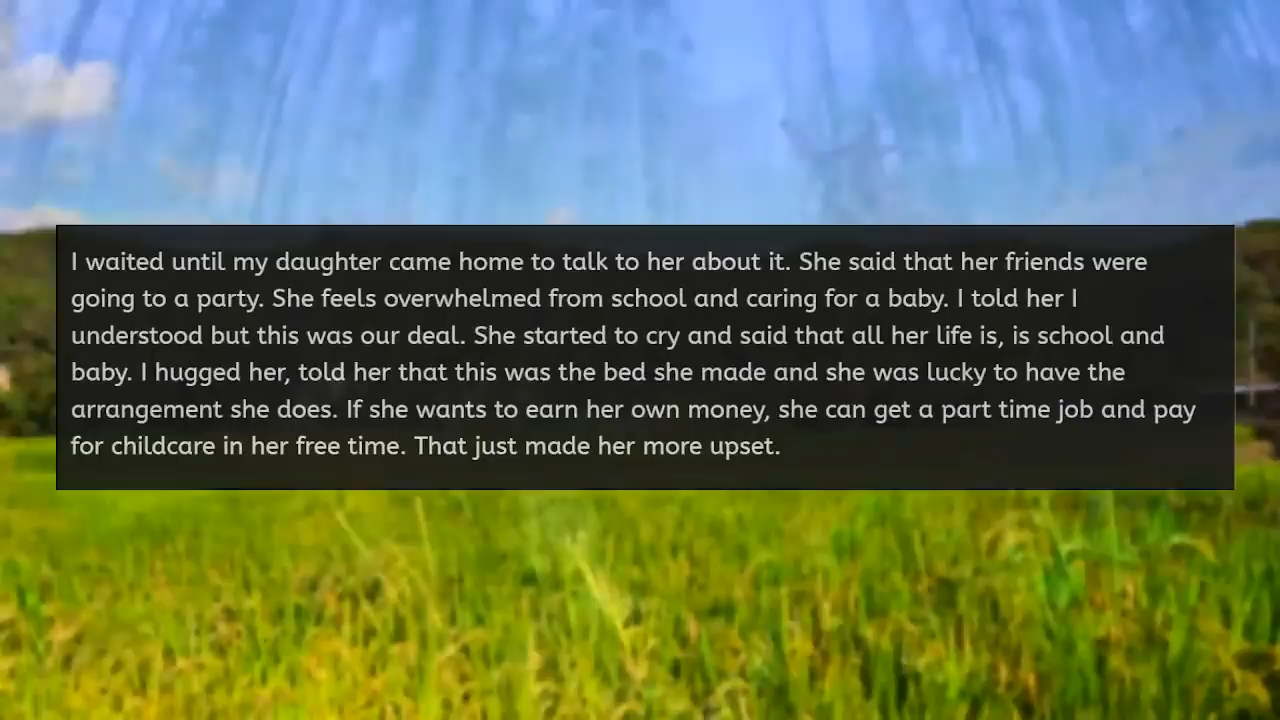 I waited until my daughter came home to talk to her about it. She said that her friends were
going to a party. She feels overwhelmed from school and caring for a baby. I told her I
understood but this was our deal. She started to cry and said that all her life is, is school and
baby. I hugged her, told her that this was the bed she made and she was lucky to have the
arrangement she does. If she wants to earn her own money, she can get a part time job and pay
for childcare in her free time. That just made her more upset.